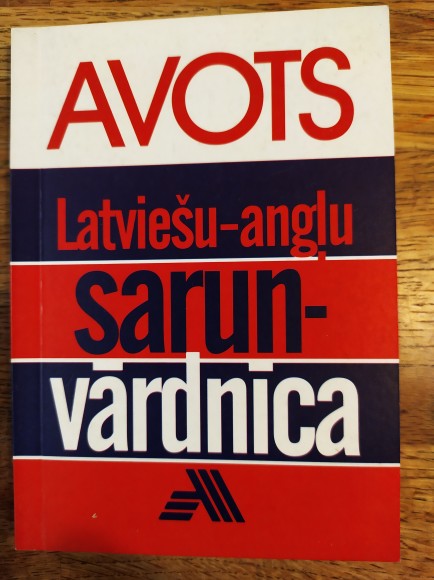 AVOTS
Latviešu-angļu
sarun-
vārdnīca